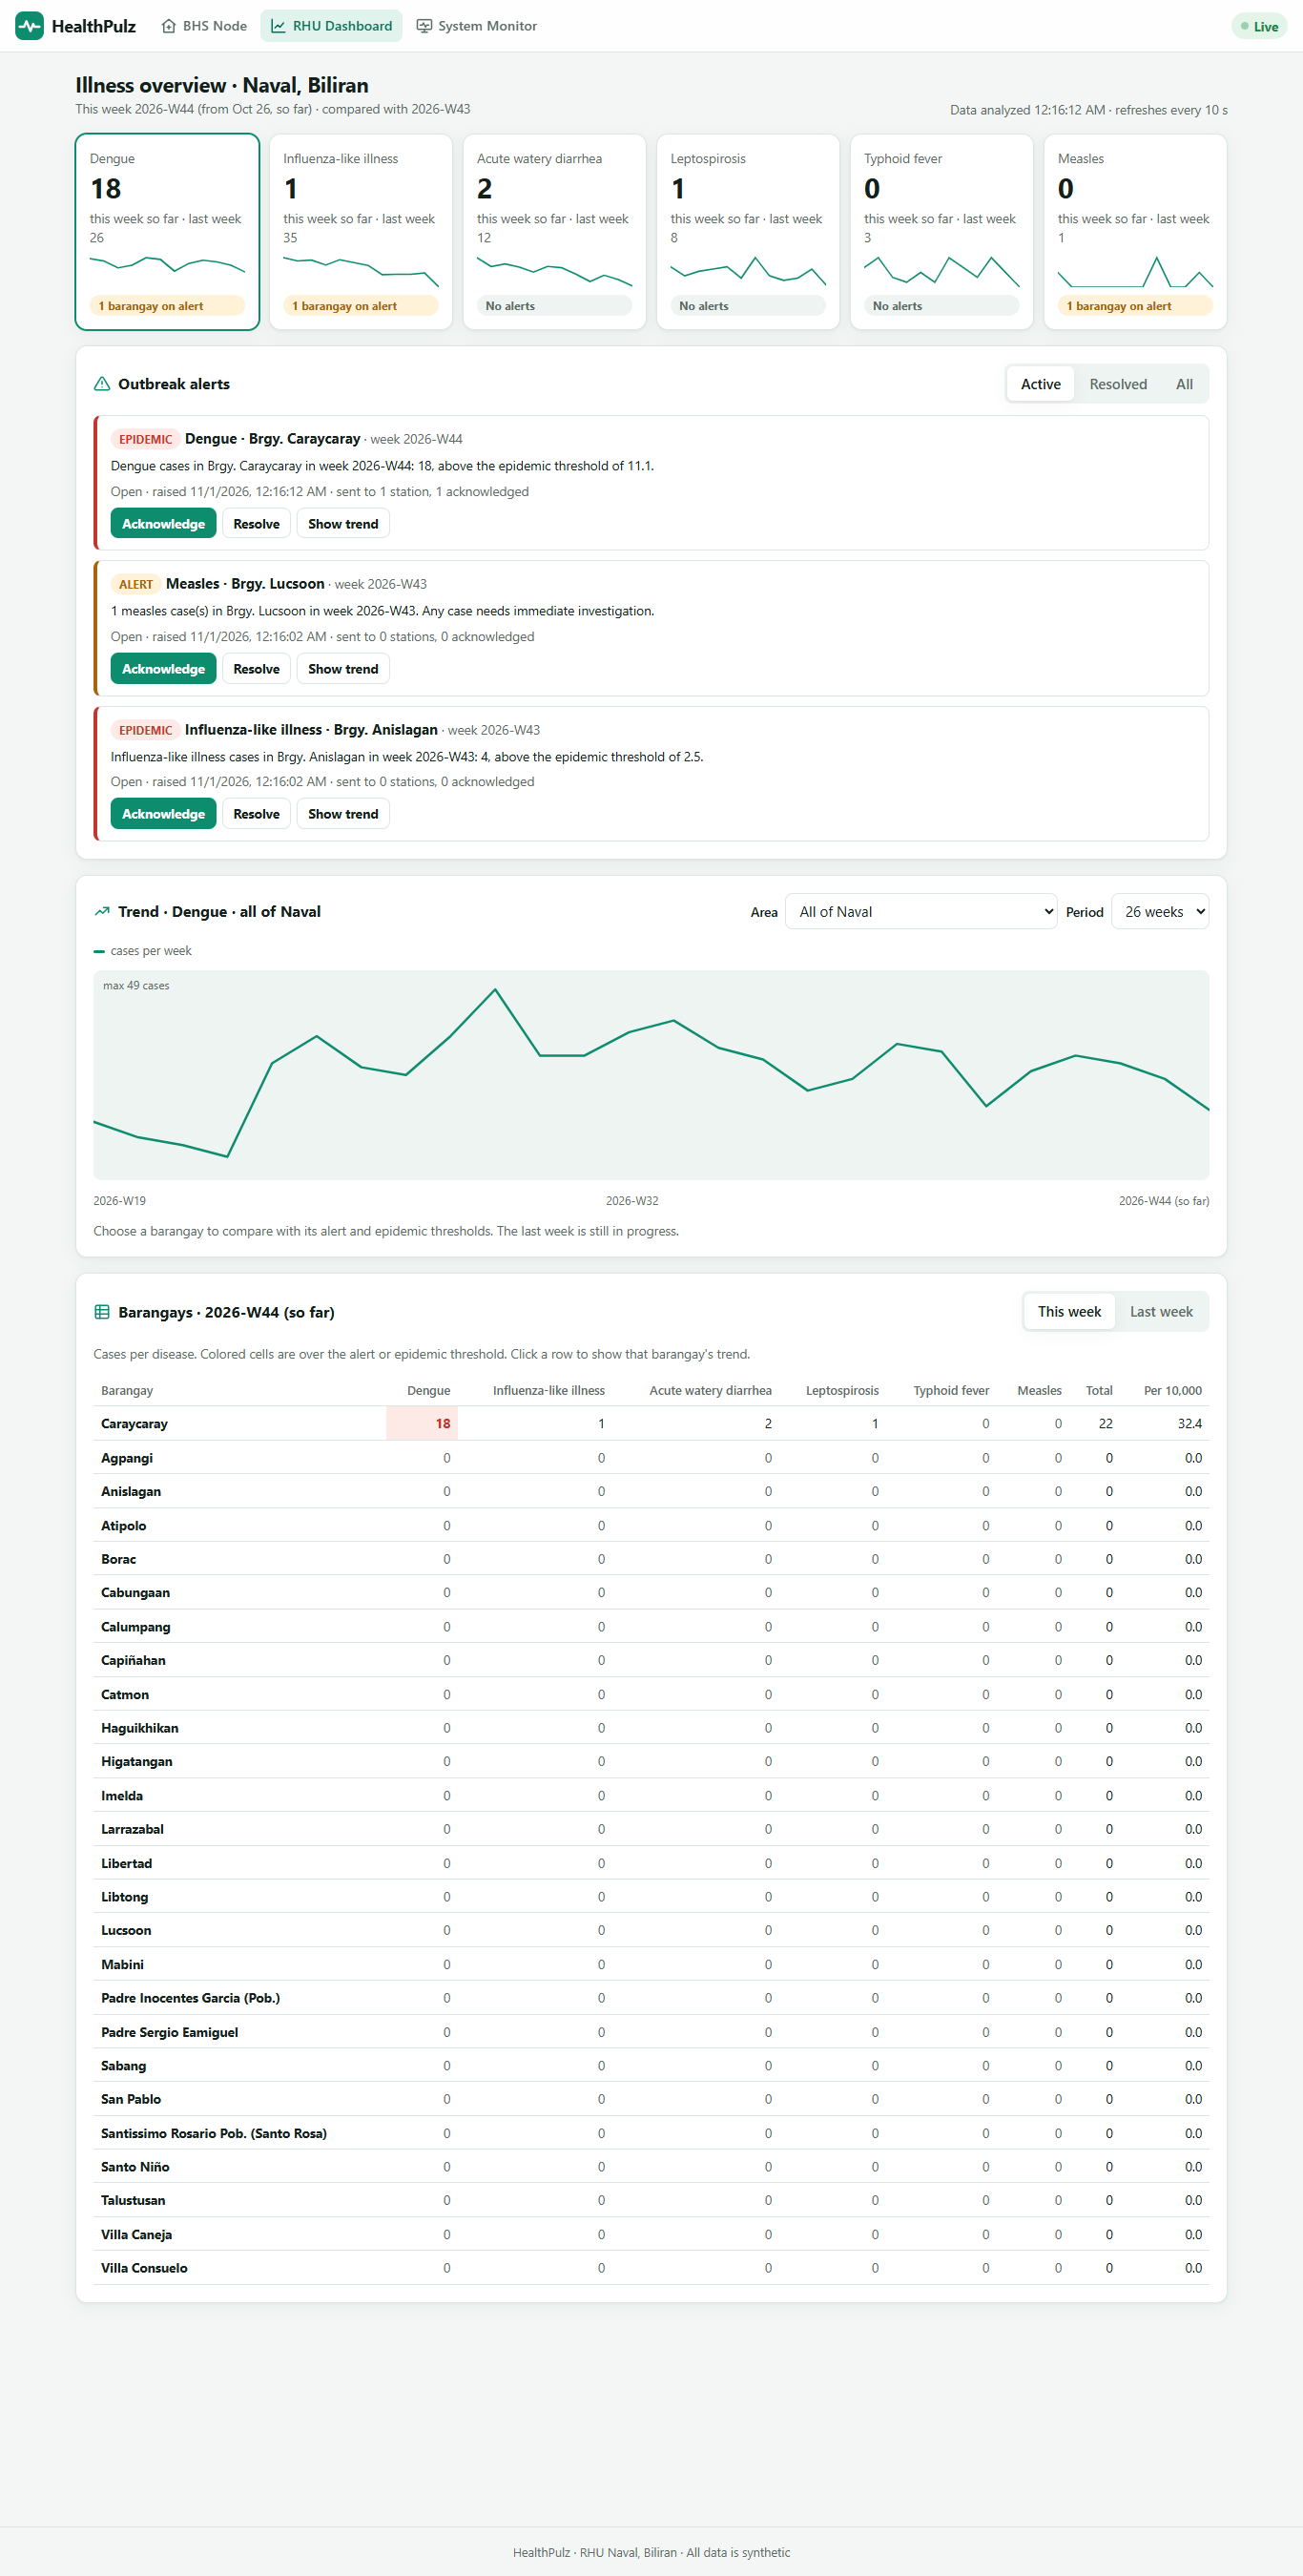 HealthPulz BHS Node RHU Dashboard System Monitor Live
Illness overview · Naval, Biliran
This week 2026-W44 (from Oct 26, so far) · compared with 2026-W43
Data analyzed 12:16:12 AM · refreshes every 10 s
Dengue
18
this week so far · last week
26
1 barangay on alert
Influenza-like illness
1
this week so far · last week
35
1 barangay on alert
Acute watery diarrhea
2
this week so far · last week
12
No alerts
Leptospirosis
1
this week so far · last week
8
No alerts
Typhoid fever
0
this week so far · last week
3
No alerts
Measles
0
this week so far · last week
1
1 barangay on alert
Outbreak alerts
Active Resolved All
EPIDEMIC Dengue · Brgy. Caraycaray · week 2026-W44
Dengue cases in Brgy. Caraycaray in week 2026-W44: 18, above the epidemic threshold of 11.1.
Open · raised 11/1/2026, 12:16:12 AM · sent to 1 station, 1 acknowledged
Acknowledge Resolve Show trend
ALERT Measles · Brgy. Lucsoon · week 2026-W43
1 measles case(s) in Brgy. Lucsoon in week 2026-W43. Any case needs immediate investigation.
Open · raised 11/1/2026, 12:16:02 AM · sent to 0 stations, 0 acknowledged
Acknowledge Resolve Show trend
EPIDEMIC Influenza-like illness · Brgy. Anislagan · week 2026-W43
Influenza-like illness cases in Brgy. Anislagan in week 2026-W43: 4, above the epidemic threshold of 2.5.
Open · raised 11/1/2026, 12:16:02 AM · sent to 0 stations, 0 acknowledged
Acknowledge Resolve Show trend
Trend · Dengue · all of Naval
Area All of Naval Period 26 weeks
cases per week
max 49 cases
2026-W19 2026-W32 2026-W44 (so far)
Choose a barangay to compare with its alert and epidemic thresholds. The last week is still in progress.
Barangays · 2026-W44 (so far)
This week Last week
Cases per disease. Colored cells are over the alert or epidemic threshold. Click a row to show that barangay's trend.
Barangay Dengue Influenza-like illness Acute watery diarrhea Leptospirosis Typhoid fever Measles Total Per 10,000
Caraycaray 18 1 2 1 0 0 22 32.4
Agpangi 0 0 0 0 0 0 0 0.0
Anislagan 0 0 0 0 0 0 0 0.0
Atipolo 0 0 0 0 0 0 0 0.0
Borac 0 0 0 0 0 0 0 0.0
Cabungaan 0 0 0 0 0 0 0 0.0
Calumpang 0 0 0 0 0 0 0 0.0
Capiñahan 0 0 0 0 0 0 0 0.0
Catmon 0 0 0 0 0 0 0 0.0
Haguikhikan 0 0 0 0 0 0 0 0.0
Higatangan 0 0 0 0 0 0 0 0.0
Imelda 0 0 0 0 0 0 0 0.0
Larrazabal 0 0 0 0 0 0 0 0.0
Libertad 0 0 0 0 0 0 0 0.0
Libtong 0 0 0 0 0 0 0 0.0
Lucsoon 0 0 0 0 0 0 0 0.0
Mabini 0 0 0 0 0 0 0 0.0
Padre Inocentes Garcia (Pob.) 0 0 0 0 0 0 0 0.0
Padre Sergio Eamiguel 0 0 0 0 0 0 0 0.0
Sabang 0 0 0 0 0 0 0 0.0
San Pablo 0 0 0 0 0 0 0 0.0
Santissimo Rosario Pob. (Santo Rosa) 0 0 0 0 0 0 0 0.0
Santo Niño 0 0 0 0 0 0 0 0.0
Talustusan 0 0 0 0 0 0 0 0.0
Villa Caneja 0 0 0 0 0 0 0 0.0
Villa Consuelo 0 0 0 0 0 0 0 0.0
HealthPulz · RHU Naval, Biliran · All data is synthetic